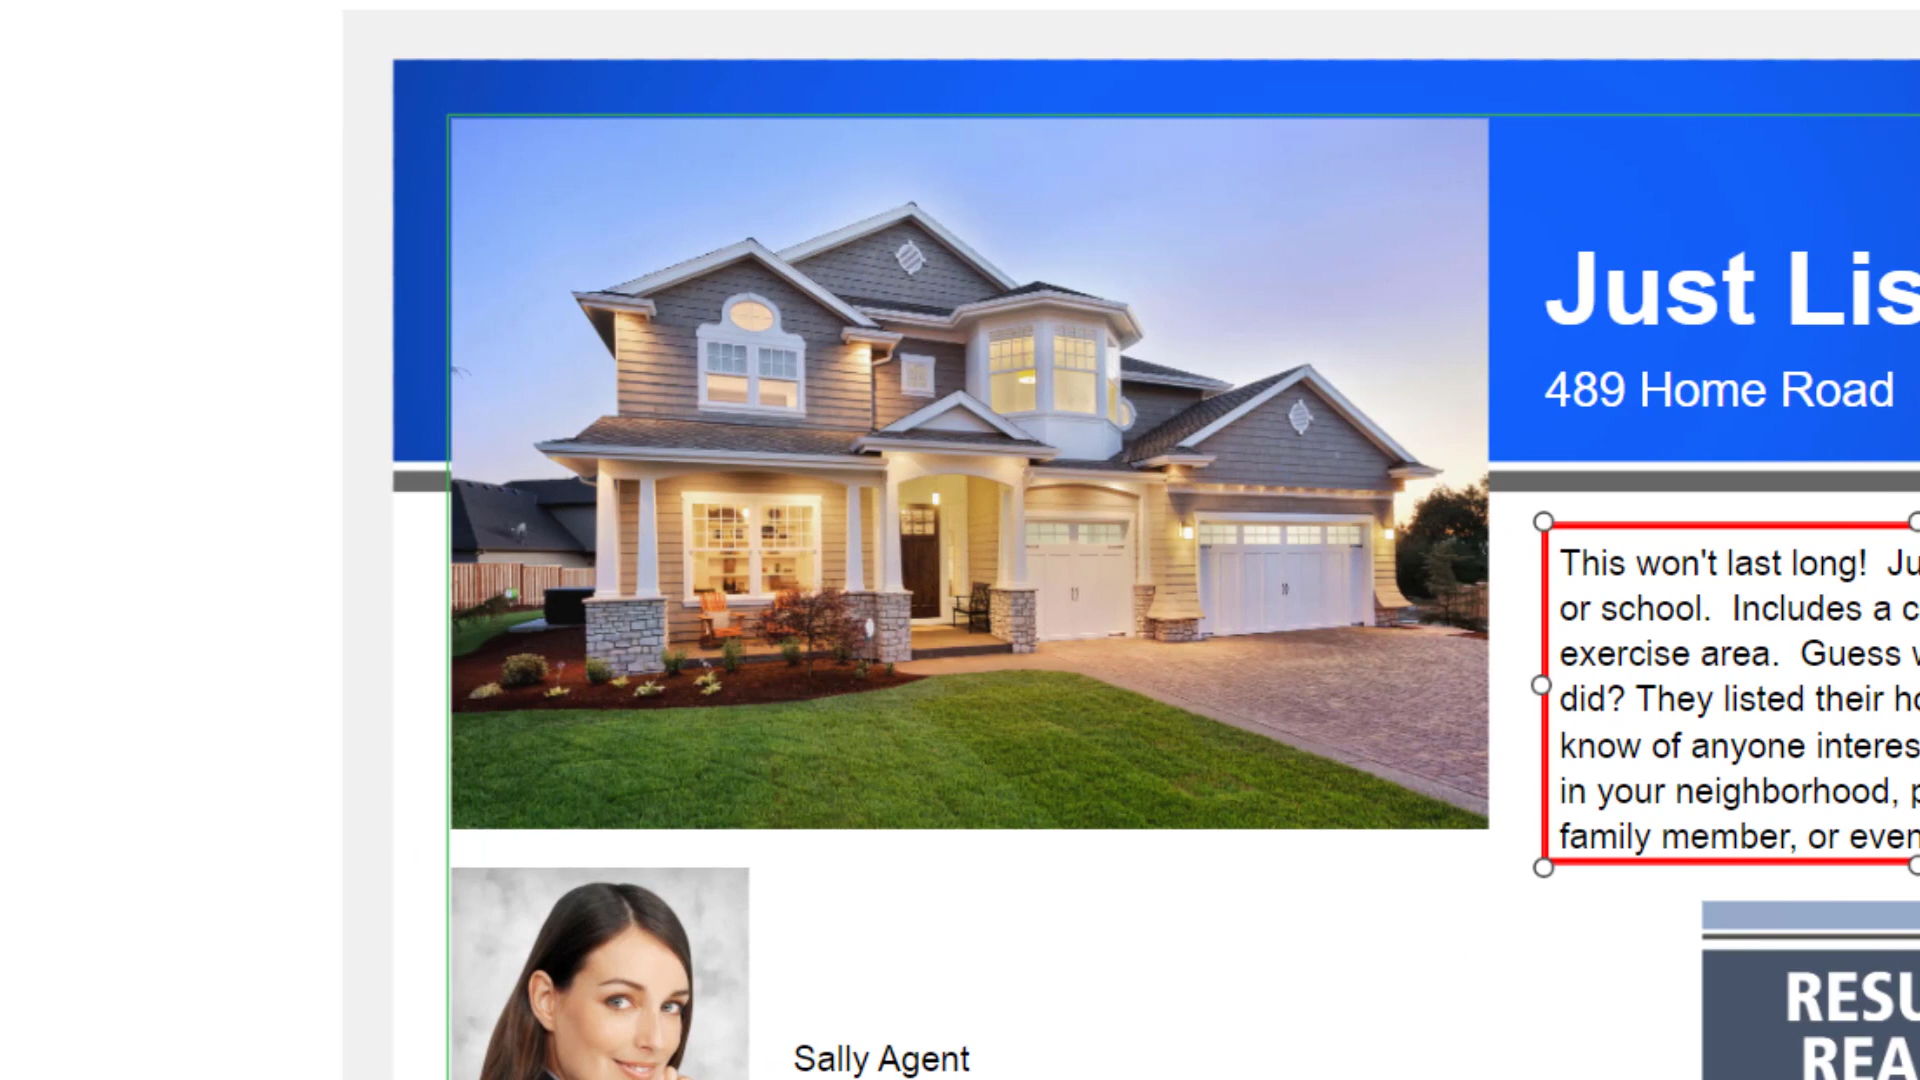 Just Lis
489 Home Road
This won't last long!  Ju
or school.  Includes a c
exercise area.  Guess w
did? They listed their ho
know of anyone interes
in your neighborhood, p
family member, or even
Sally Agent
RESU
REA